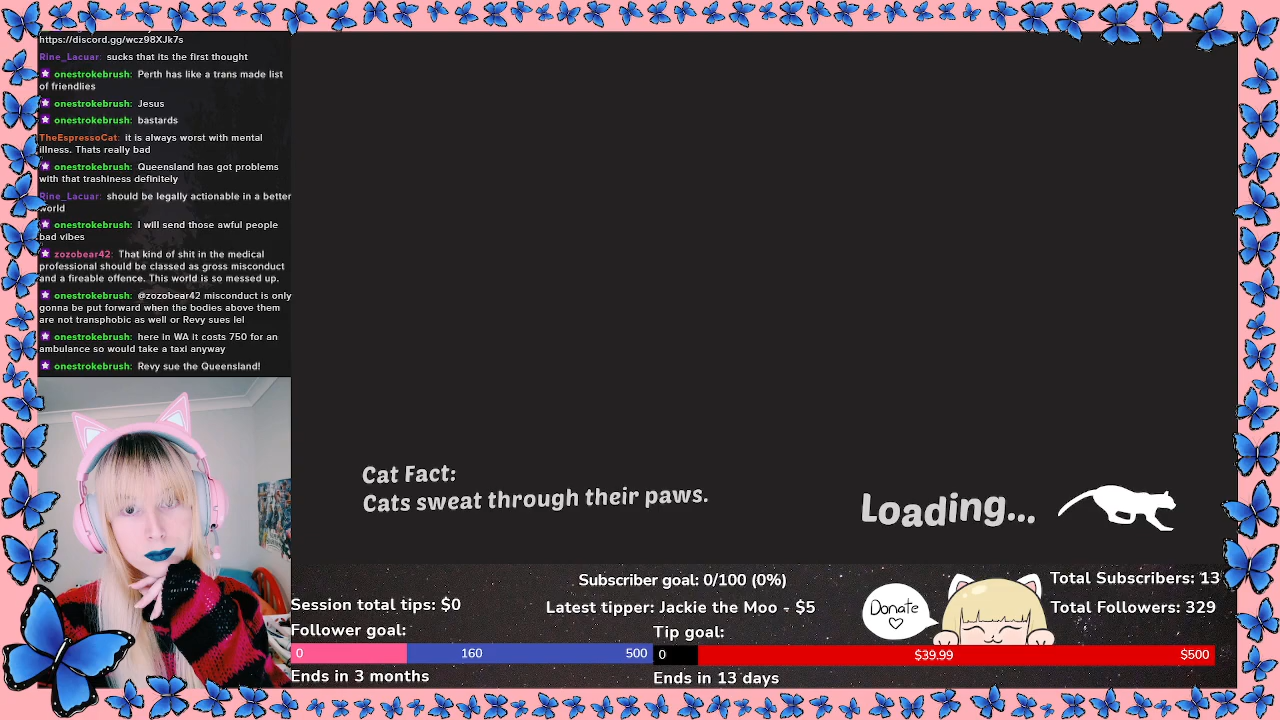 https://discord.gg/wcz98XJk7s
Rine_Lacuar: sucks that its the first thought
onestrokebrush: Perth has like a trans made list
of friendlies
onestrokebrush: Jesus
onestrokebrush: bastards
TheEspressoCat: it is always worst with mental
illness. Thats really bad
onestrokebrush: Queensland has got problems
with that trashiness definitely
Rine_Lacuar: should be legally actionable in a better
world
onestrokebrush: I will send those awful people
bad vibes
zozobear42: That kind of shit in the medical
professional should be classed as gross misconduct
and a fireable offence. This world is so messed up.
onestrokebrush: @zozobear42 misconduct is only
gonna be put forward when the bodies above them
are not transphobic as well or Revy sues lel
onestrokebrush: here in WA it costs 750 for an
ambulance so would take a taxi anyway
onestrokebrush: Revy sue the Queensland!
Cat Fact:
Cats sweat through their paws.
Loading...
Subscriber goal: 0/100 (0%)
Total Subscribers: 13
Session total tips: $0
Latest tipper: Jackie the Moo - $5
Donate
Total Followers: 329
Follower goal:
Tip goal:
0 160 500
0 $39.99 $500
Ends in 3 months
Ends in 13 days